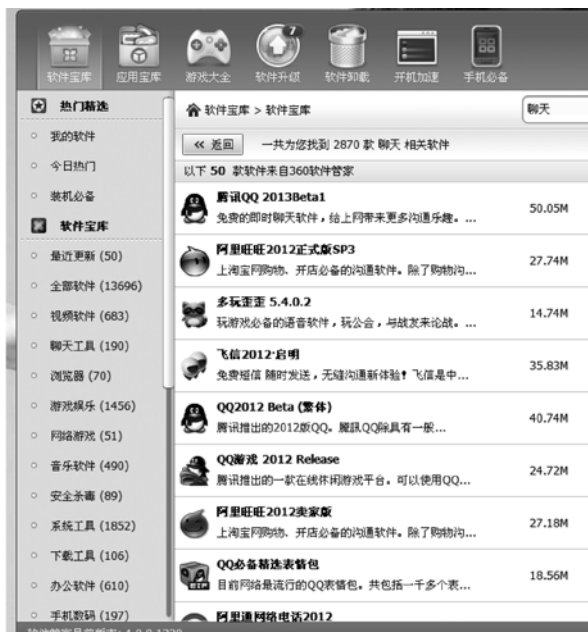 7
软件宝库 应用宝库 游戏大全 软件升级 软件卸载 开机加速 手机必备
热门精选
我的软件
今日热门
装机必备
软件宝库
最近更新 (50)
全部软件 (13696)
视频软件 (683)
聊天工具 (190)
浏览器 (70)
游戏娱乐 (1456)
网络游戏 (51)
音乐软件 (490)
安全杀毒 (89)
系统工具 (1852)
下载工具 (106)
办公软件 (610)
手机数码 (197)
软件宝库 > 软件宝库
聊天
<< 返回 一共为您找到 2870 款 聊天 相关软件
以下 50 款软件来自360软件管家
腾讯QQ 2013Beta1
免费的即时聊天软件，给上网带来更多沟通乐趣。...
50.05M
阿里旺旺2012正式版SP3
上淘宝网购物、开店必备的沟通软件。除了购物沟...
27.74M
多玩歪歪 5.4.0.2
玩游戏必备的语音软件，玩公会，与战友来论战。...
14.74M
飞信2012·启明
免费短信 随时发送，无缝沟通新体验！飞信是中...
35.83M
QQ2012 Beta (繁体)
腾讯推出的2012版QQ。騰訊QQ除具有一般...
40.74M
QQ游戏 2012 Release
腾讯推出的一款在线休闲游戏平台。可以使用QQ...
24.72M
阿里旺旺2012卖家版
上淘宝网购物、开店必备的沟通软件。除了购物沟...
27.18M
QQ必备精选表情包
目前网络最流行的QQ表情包。共包括一千多个表...
18.56M
阿里通网络电话2012